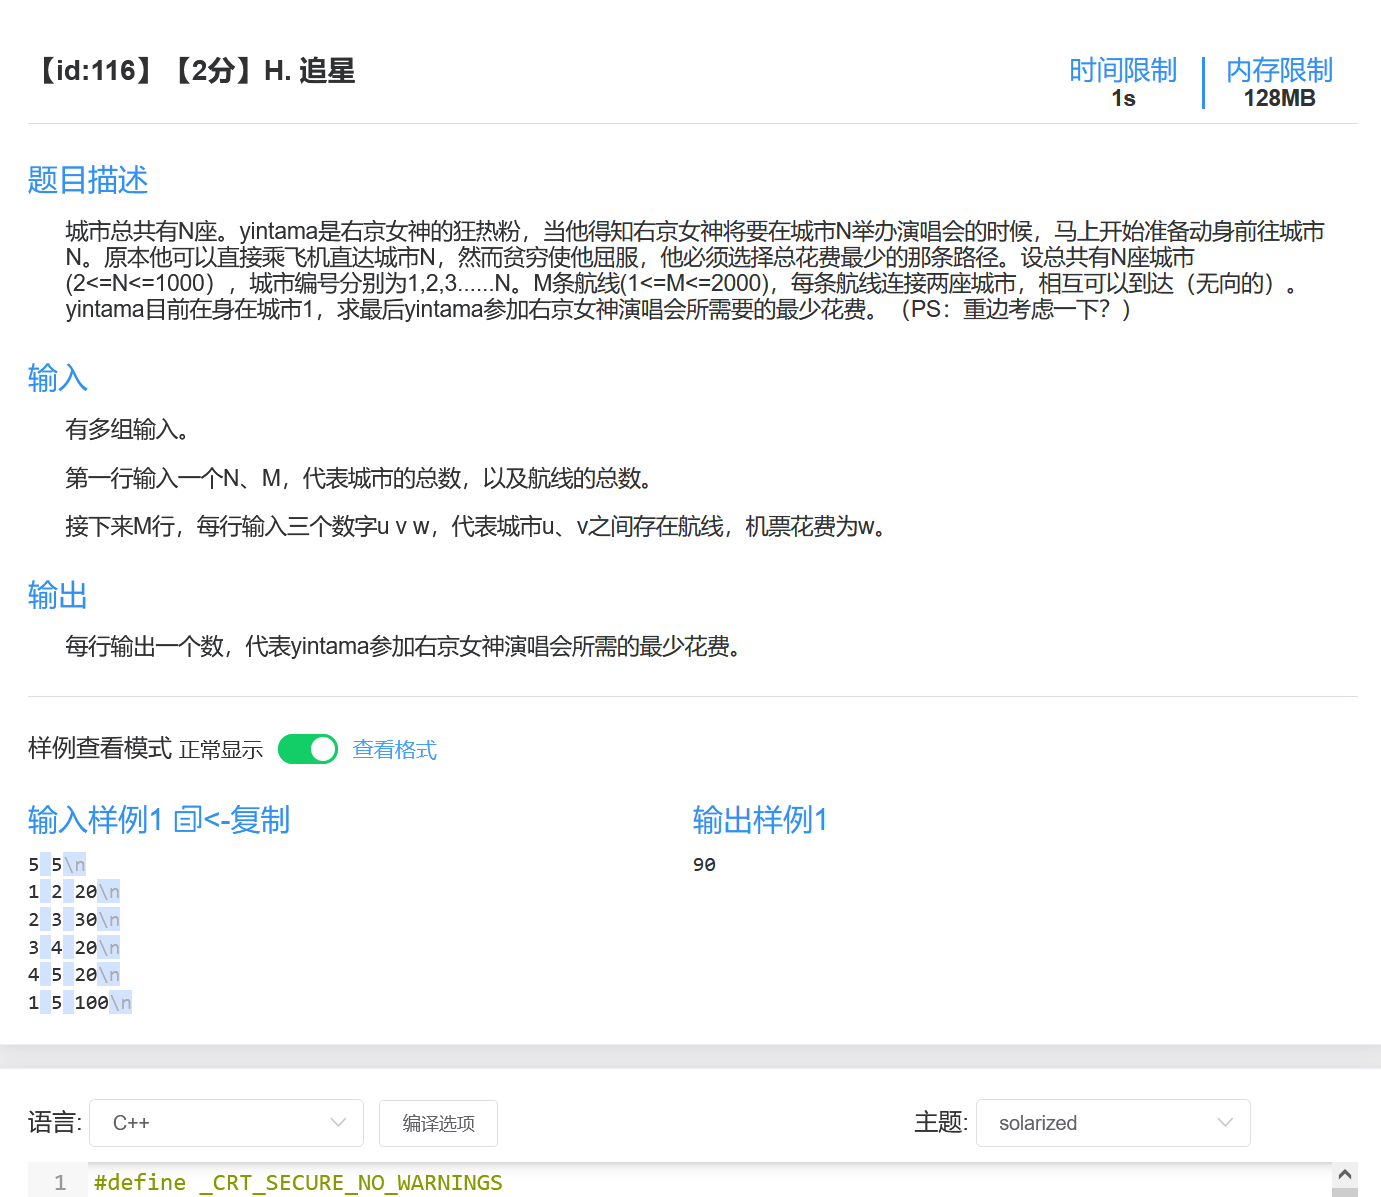 【id:116】【2分】H. 追星
时间限制
1s
内存限制
128MB
题目描述
城市总共有N座。yintama是右京女神的狂热粉，当他得知右京女神将要在城市N举办演唱会的时候，马上开始准备动身前往城市
N。原本他可以直接乘飞机直达城市N，然而贫穷使他屈服，他必须选择总花费最少的那条路径。设总共有N座城市
(2<=N<=1000），城市编号分别为1,2,3......N。M条航线(1<=M<=2000)，每条航线连接两座城市，相互可以到达（无向的）。
yintama目前在身在城市1，求最后yintama参加右京女神演唱会所需要的最少花费。（PS：重边考虑一下？）
输入
有多组输入。
第一行输入一个N、M，代表城市的总数，以及航线的总数。
接下来M行，每行输入三个数字u v w，代表城市u、v之间存在航线，机票花费为w。
输出
每行输出一个数，代表yintama参加右京女神演唱会所需的最少花费。
样例查看模式 正常显示 查看格式
输入样例1 <-复制
5 5\n
1 2 20\n
2 3 30\n
3 4 20\n
4 5 20\n
1 5 100\n
输出样例1
90
语言: C++ 编译选项 主题: solarized
1 #define _CRT_SECURE_NO_WARNINGS